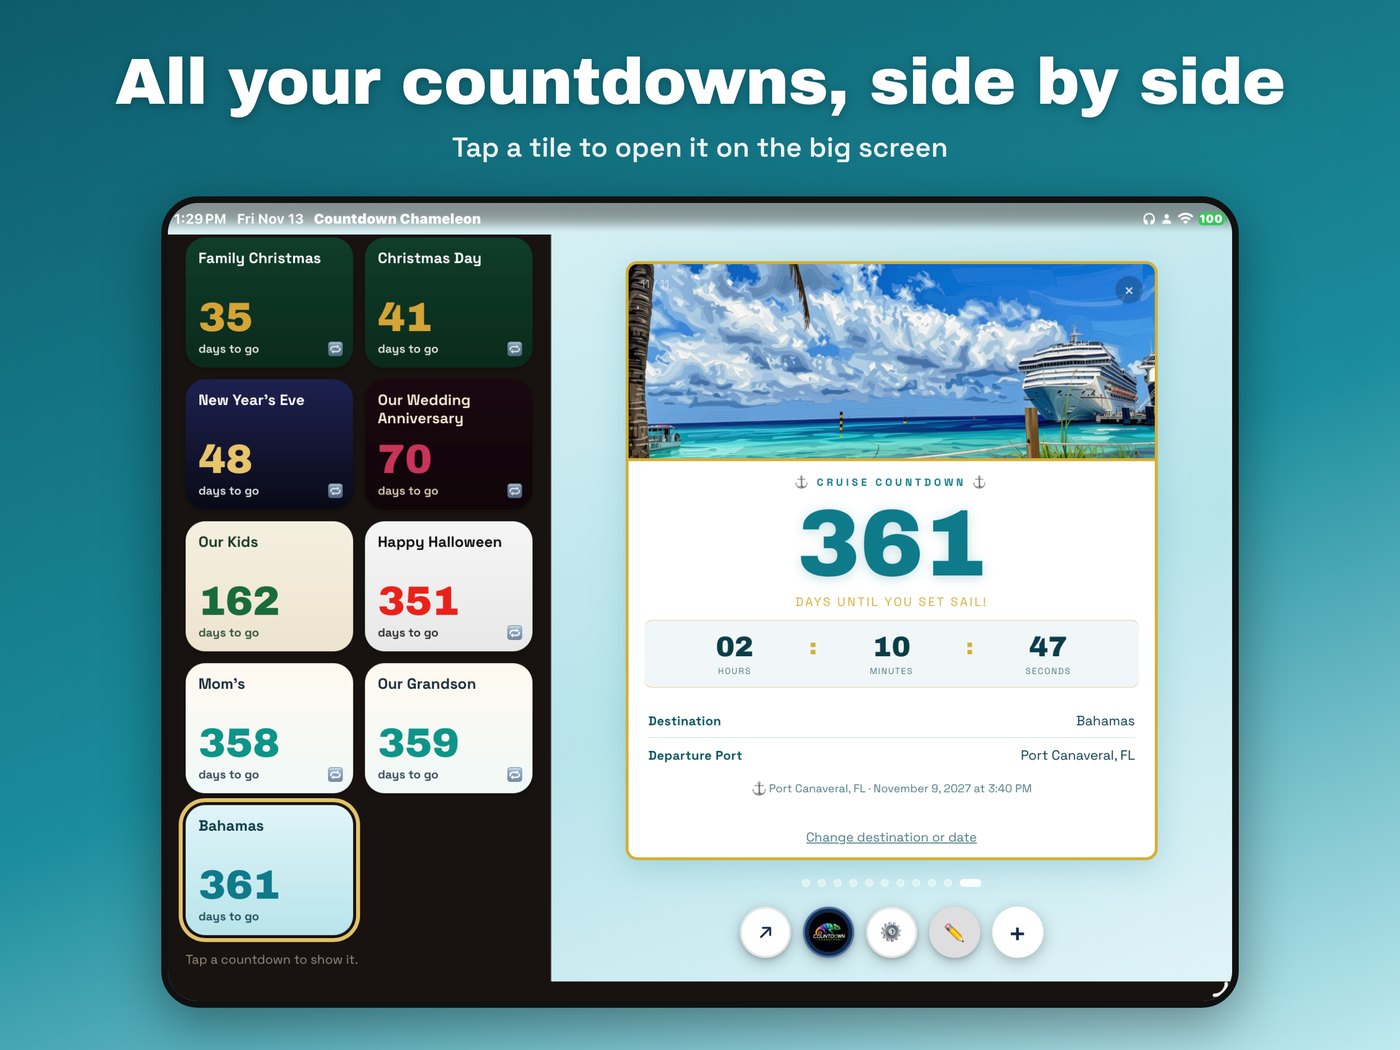 All your countdowns, side by side
Tap a tile to open it on the big screen
1:29 PM Fri Nov 13 Countdown Chameleon
100
Family Christmas
35
days to go
Christmas Day
41
days to go
New Year's Eve
48
days to go
Our Wedding
Anniversary
70
days to go
Our Kids
162
days to go
Happy Halloween
351
days to go
Mom's
358
days to go
Our Grandson
359
days to go
Bahamas
361
days to go
Tap a countdown to show it.
⚓ CRUISE COUNTDOWN ⚓
361
DAYS UNTIL YOU SET SAIL!
02 : 10 : 47
HOURS MINUTES SECONDS
Destination Bahamas
Departure Port Port Canaveral, FL
⚓ Port Canaveral, FL · November 9, 2027 at 3:40 PM
Change destination or date
COUNTDOWN